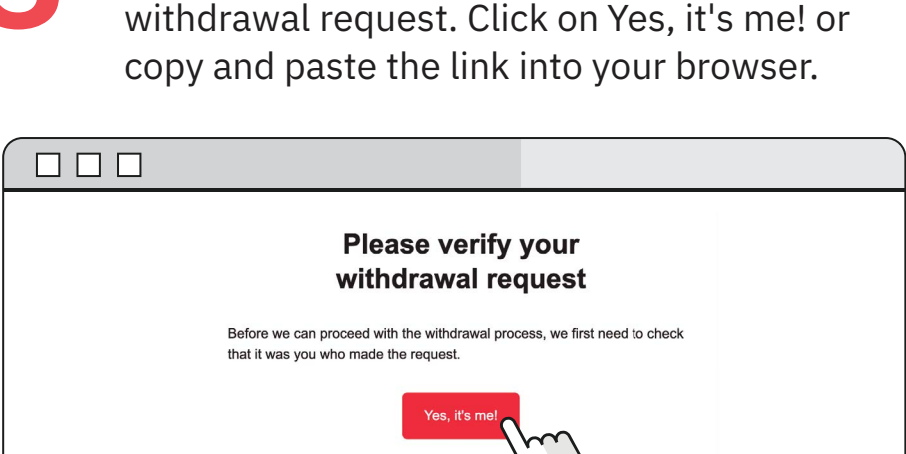 withdrawal request. Click on Yes, it's me! or
copy and paste the link into your browser.
Please verify your
withdrawal request
Before we can proceed with the withdrawal process, we first need to check
that it was you who made the request.
Yes, it's me!